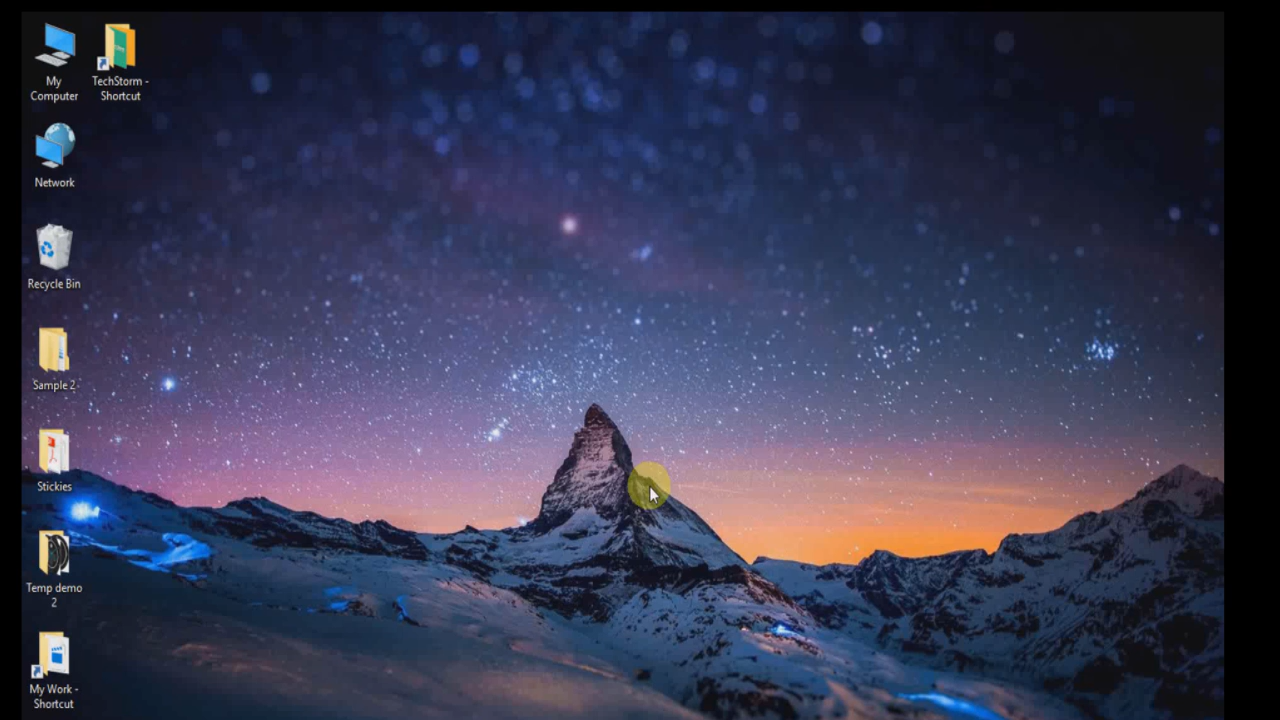 My
Computer
TechStorm -
Shortcut
Network
Recycle Bin
Sample 2
Stickies
Temp demo
2
My Work -
Shortcut